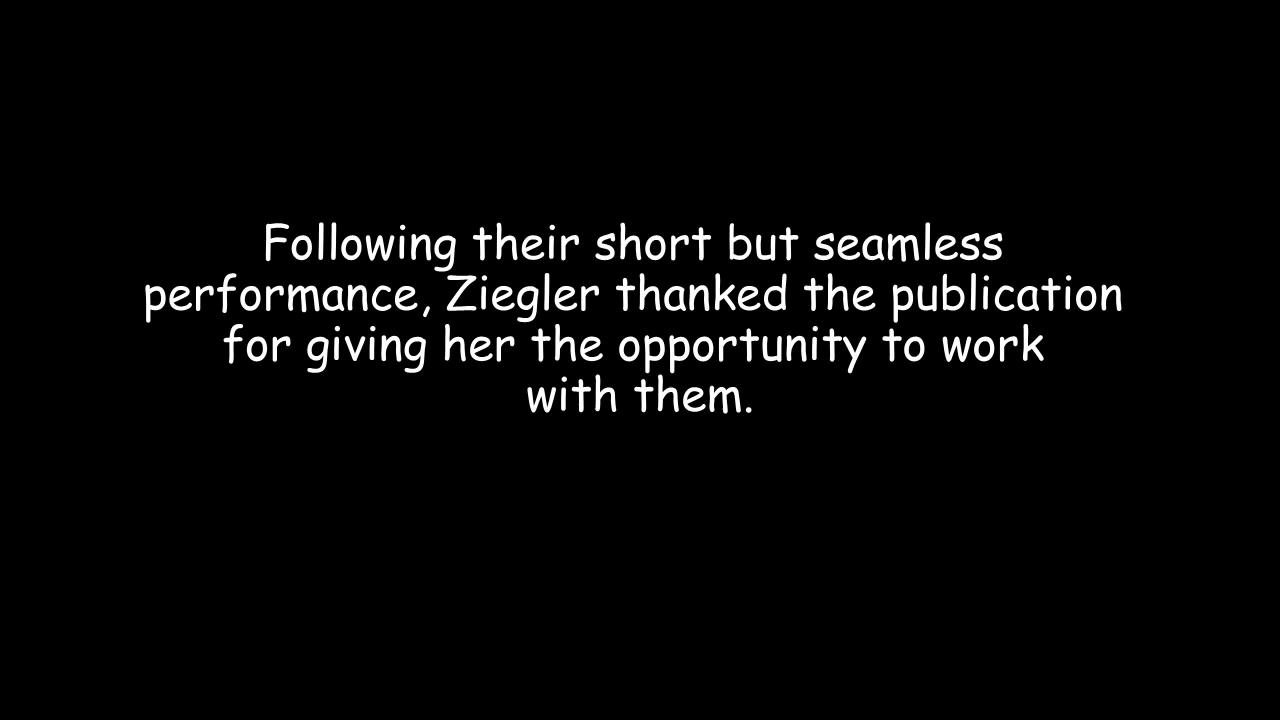 Following their short but seamless
performance, Ziegler thanked the publication
for giving her the opportunity to work
with them.